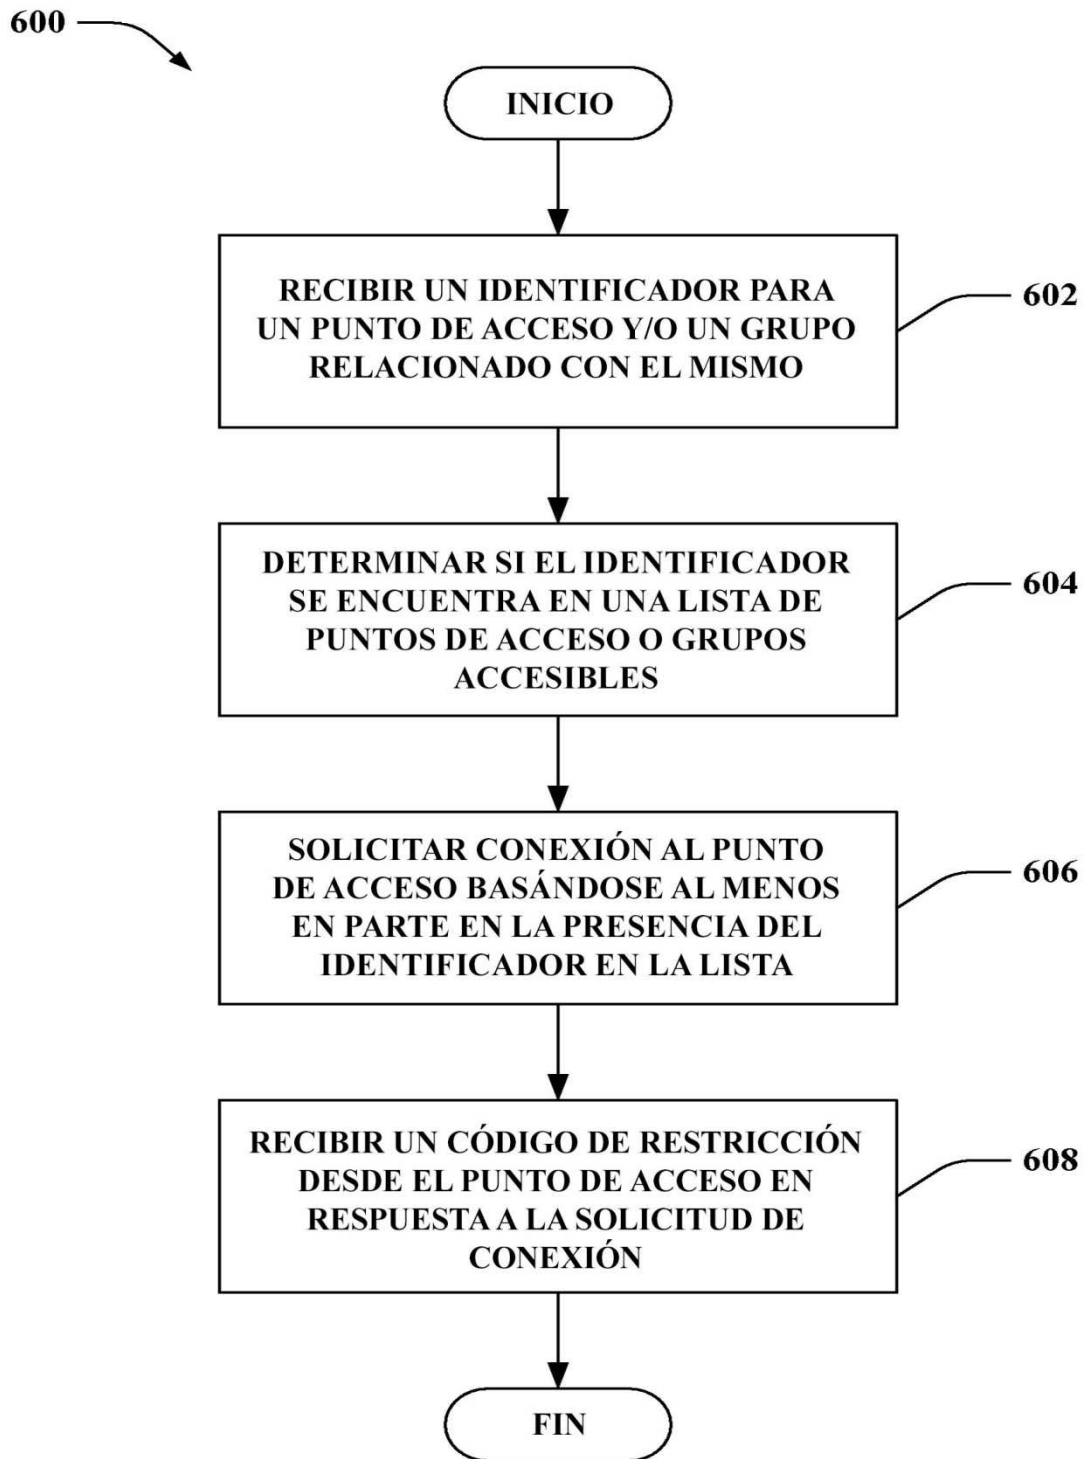 600
INICIO
RECIBIR UN IDENTIFICADOR PARA
UN PUNTO DE ACCESO Y/O UN GRUPO
RELACIONADO CON EL MISMO
602
DETERMINAR SI EL IDENTIFICADOR
SE ENCUENTRA EN UNA LISTA DE
PUNTOS DE ACCESO O GRUPOS
ACCESIBLES
604
SOLICITAR CONEXIÓN AL PUNTO
DE ACCESO BASÁNDOSE AL MENOS
EN PARTE EN LA PRESENCIA DEL
IDENTIFICADOR EN LA LISTA
606
RECIBIR UN CÓDIGO DE RESTRICCIÓN
DESDE EL PUNTO DE ACCESO EN
RESPUESTA A LA SOLICITUD DE
CONEXIÓN
608
FIN